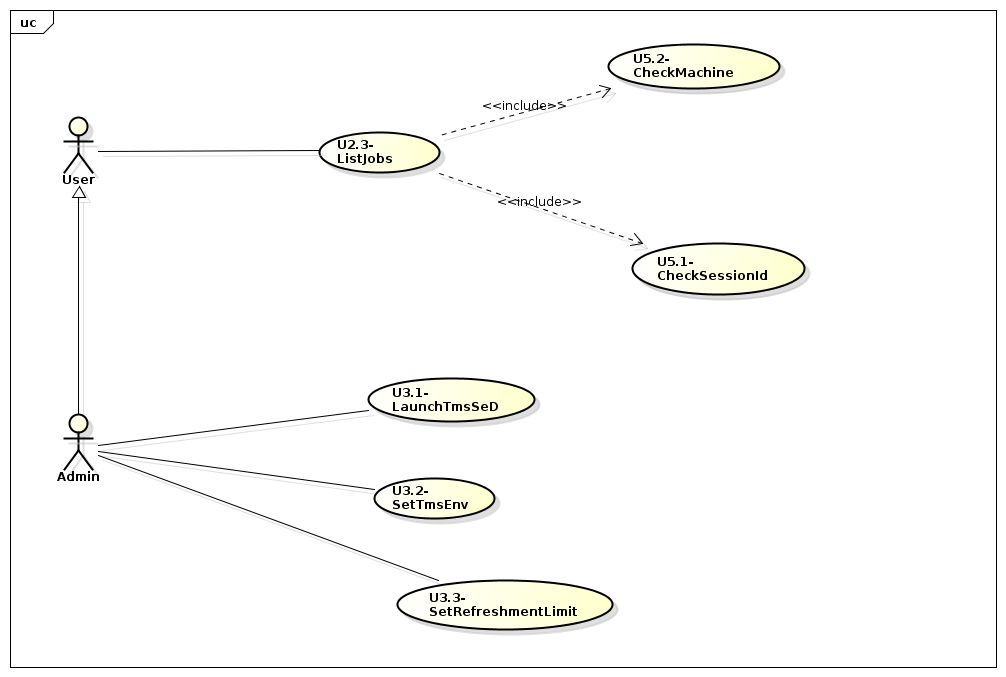 uc
U5.2-
CheckMachine
<<include>>
U2.3-
ListJobs
User
<<include>>
U5.1-
CheckSessionId
U3.1-
LaunchTmsSeD
Admin
U3.2-
SetTmsEnv
U3.3-
SetRefreshmentLimit